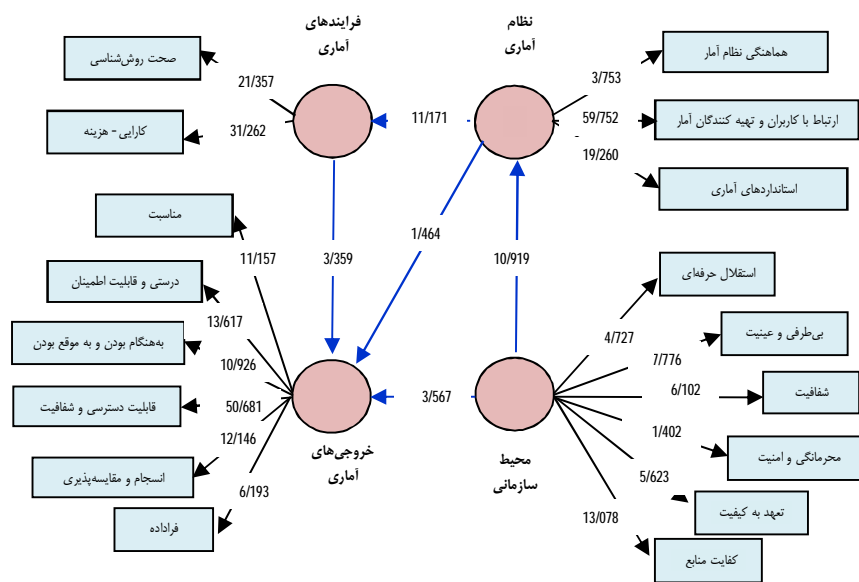 نظام
آماری
فرایندهای
آماری
هماهنگی نظام آمار
ارتباط با کاربران و تهیه کنندگان آمار
استانداردهای آماری
3/753
59/752
19/260
11/171
صحت روش‌شناسی
کارایی - هزینه
21/357
31/262
3/359
1/464
10/919
3/567
مناسبت
درستی و قابلیت اطمینان
به‌هنگام بودن و به موقع بودن
قابلیت دسترسی و شفافیت
انسجام و مقایسه‌پذیری
فراداده
11/157
13/617
10/926
50/681
12/146
6/193
خروجی‌های
آماری
محیط
سازمانی
استقلال حرفه‌ای
بی‌طرفی و عینیت
شفافیت
محرمانگی و امنیت
تعهد به کیفیت
کفایت منابع
4/727
7/776
6/102
1/402
5/623
13/078